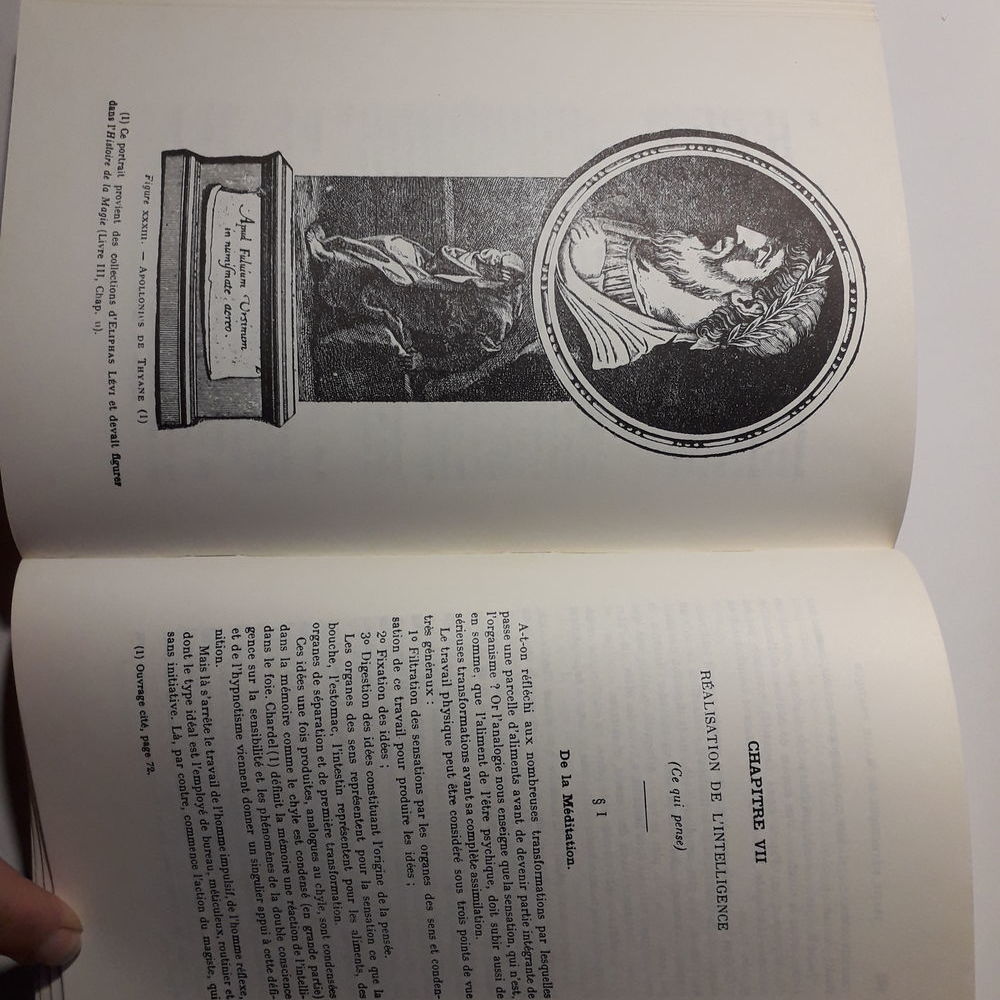 Apud Fuluium Vrsinum
in numismate aereo.
Figure XXXIII. — APOLLONIUS DE THYANE (1)
(1) Ce portrait provient des collections d'ELIPHAS LÉVI et devait figurer
dans l'Histoire de la Magie (Livre III, Chap. II).
CHAPITRE VII
RÉALISATION DE L'INTELLIGENCE
(Ce qui pense)
§ I
De la Méditation.
A-t-on réfléchi aux nombreuses transformations par lesquelles
passe une parcelle d'aliments avant de devenir partie intégrante de
l'organisme ? Or l'analogie nous enseigne que la sensation, qui n'est,
en somme, que l'aliment de l'être psychique, doit subir aussi de
sérieuses transformations avant sa complète assimilation.
Le travail physique peut être considéré sous trois points de vue
très généraux :
1º Filtration des sensations par les organes des sens et conden-
sation de ce travail pour produire les idées ;
2º Fixation des idées ;
3º Digestion des idées constituant l'origine de la pensée.
Les organes des sens représentent pour la sensation ce que la
bouche, l'estomac, l'intestin représentent pour les aliments, des
organes de séparation et de première transformation.
Ces idées une fois produites, analogues au chyle, sont condensées
dans la mémoire comme le chyle est condensé (en grande partie)
dans le foie. Chardel (1) définit la mémoire une réaction de l'intelli-
gence sur la sensibilité et les phénomènes de la double conscience
et de l'hypnotisme viennent donner un singulier appui à cette défi-
nition.
Mais là s'arrête le travail de l'homme impulsif, de l'homme réflexe,
dont le type idéal est l'employé de bureau, méticuleux, routinier et
sans initiative. Là, par contre, commence l'action du magiste, qui
(1) Ouvrage cité, page 72.